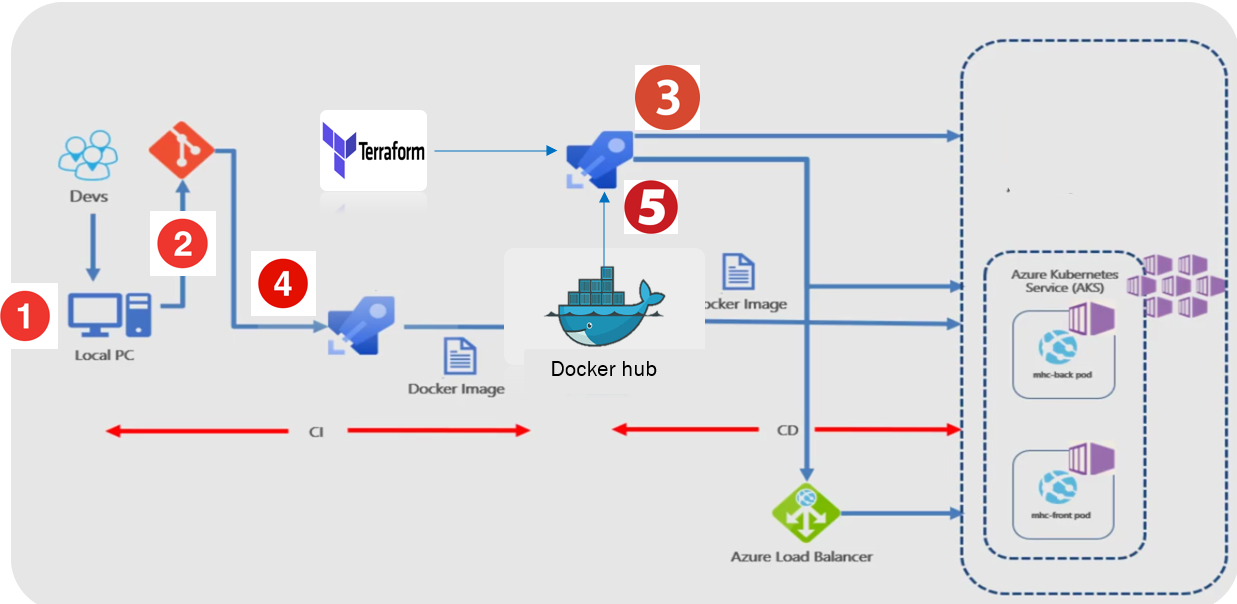 3
Terraform
Devs
5
2
4
Azure Kubernetes
Service (AKS)
1
ocker Image
Local PC
Docker hub
mhc-back pod
Docker Image
CI
CD
mhc-front pod
Azure Load Balancer